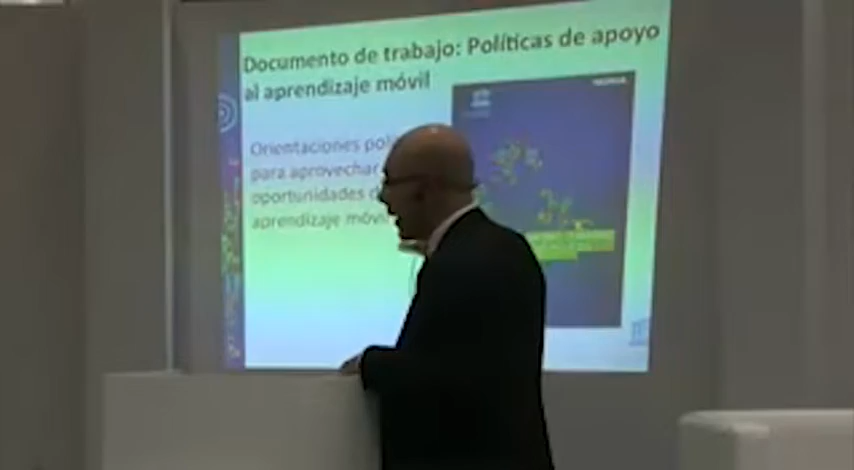 Documento de trabajo: Políticas de apoyo
al aprendizaje móvil
Orientaciones
para aprovechar
oportunidades
aprendizaje